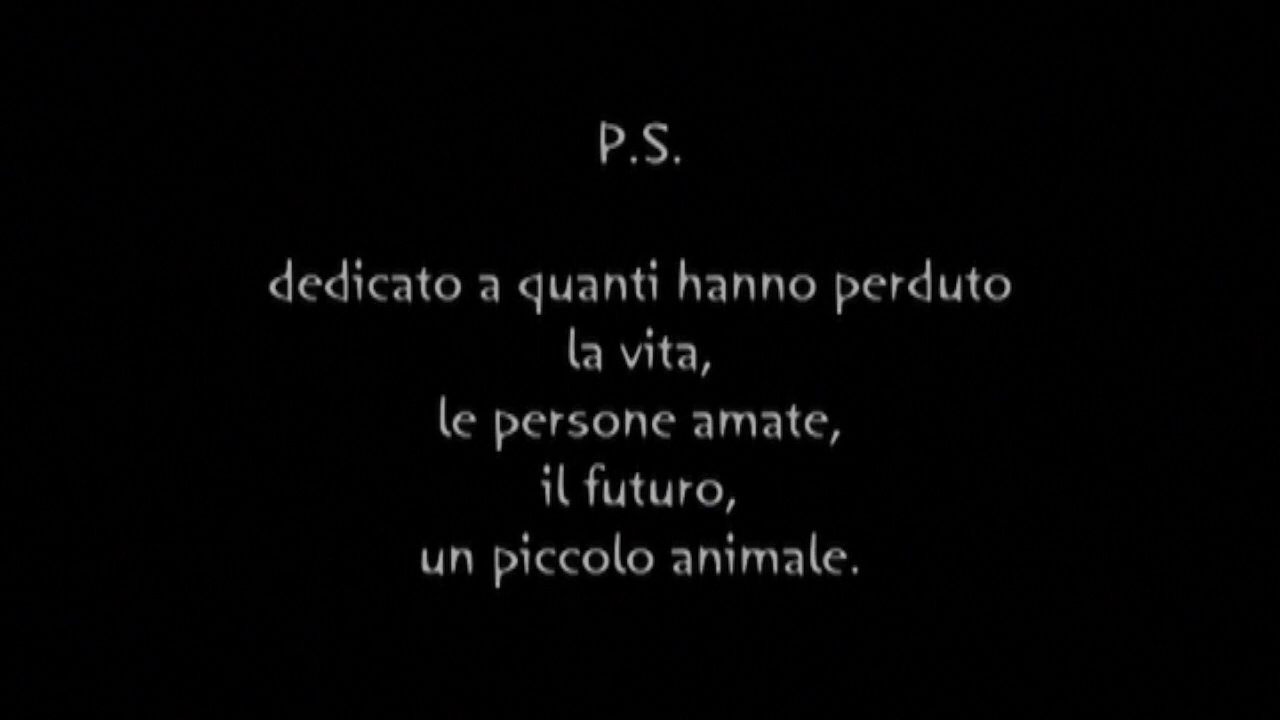 P.S.
dedicato a quanti hanno perduto
la vita,
le persone amate,
il futuro,
un piccolo animale.